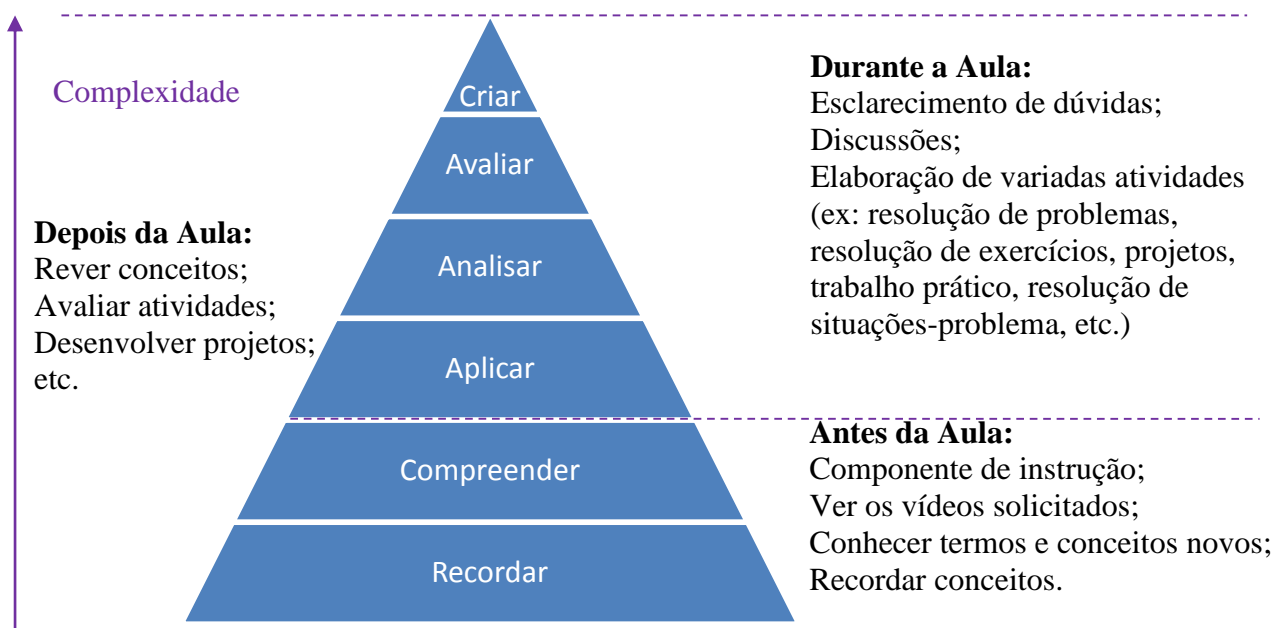 Complexidade
Criar
Avaliar
Analisar
Aplicar
Compreender
Recordar
Depois da Aula:
Rever conceitos;
Avaliar atividades;
Desenvolver projetos;
etc.
Durante a Aula:
Esclarecimento de dúvidas;
Discussões;
Elaboração de variadas atividades
(ex: resolução de problemas,
resolução de exercícios, projetos,
trabalho prático, resolução de
situações-problema, etc.)
Antes da Aula:
Componente de instrução;
Ver os vídeos solicitados;
Conhecer termos e conceitos novos;
Recordar conceitos.